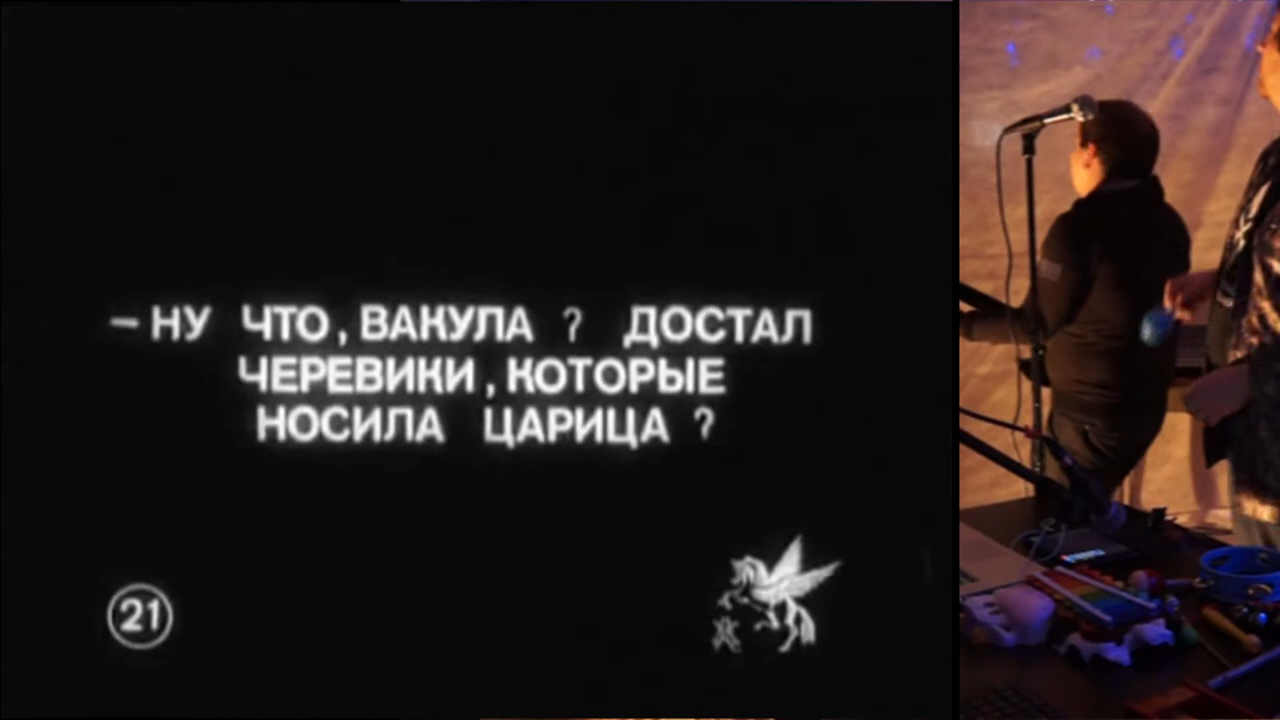 – НУ ЧТО, ВАКУЛА ? ДОСТАЛ
ЧЕРЕВИКИ, КОТОРЫЕ
НОСИЛА ЦАРИЦА ?
21